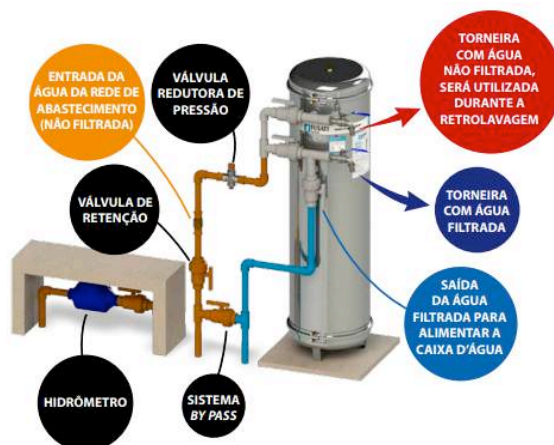 ENTRADA DA
ÁGUA DA REDE DE
ABASTECIMENTO
(NÃO FILTRADA)
VÁLVULA
REDUTORA DE
PRESSÃO
TORNEIRA
COM ÁGUA
NÃO FILTRADA,
SERÁ UTILIZADA
DURANTE A
RETROLAVAGEM
VÁLVULA DE
RETENÇÃO
TORNEIRA
COM ÁGUA
FILTRADA
SAÍDA
DA ÁGUA
FILTRADA PARA
ALIMENTAR A
CAIXA D'ÁGUA
HIDRÔMETRO
SISTEMA
BY PASS